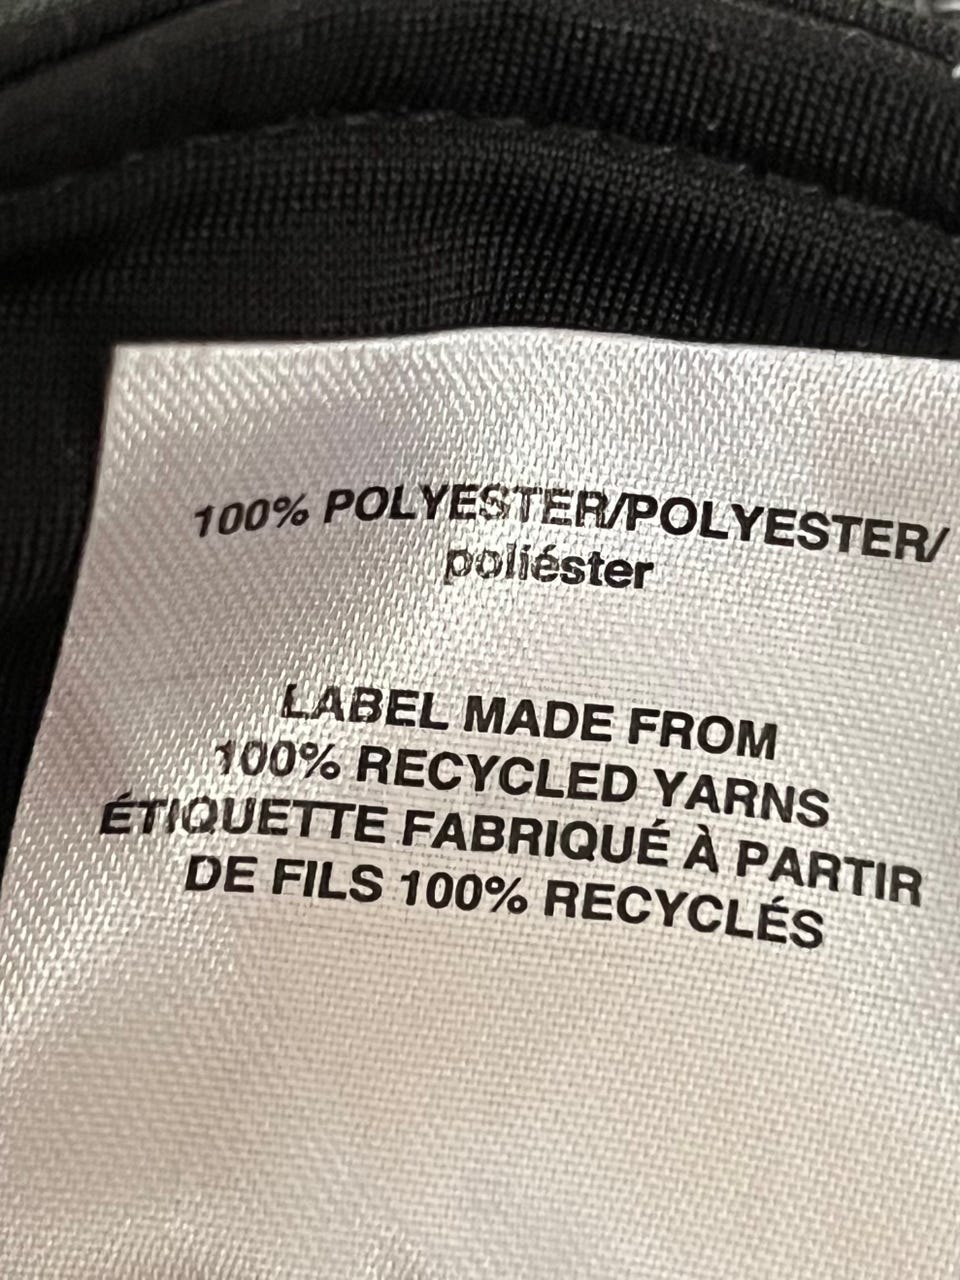 100% POLYESTER/POLYESTER/
poliéster
LABEL MADE FROM
100% RECYCLED YARNS
ÉTIQUETTE FABRIQUÉ À PARTIR
DE FILS 100% RECYCLÉS